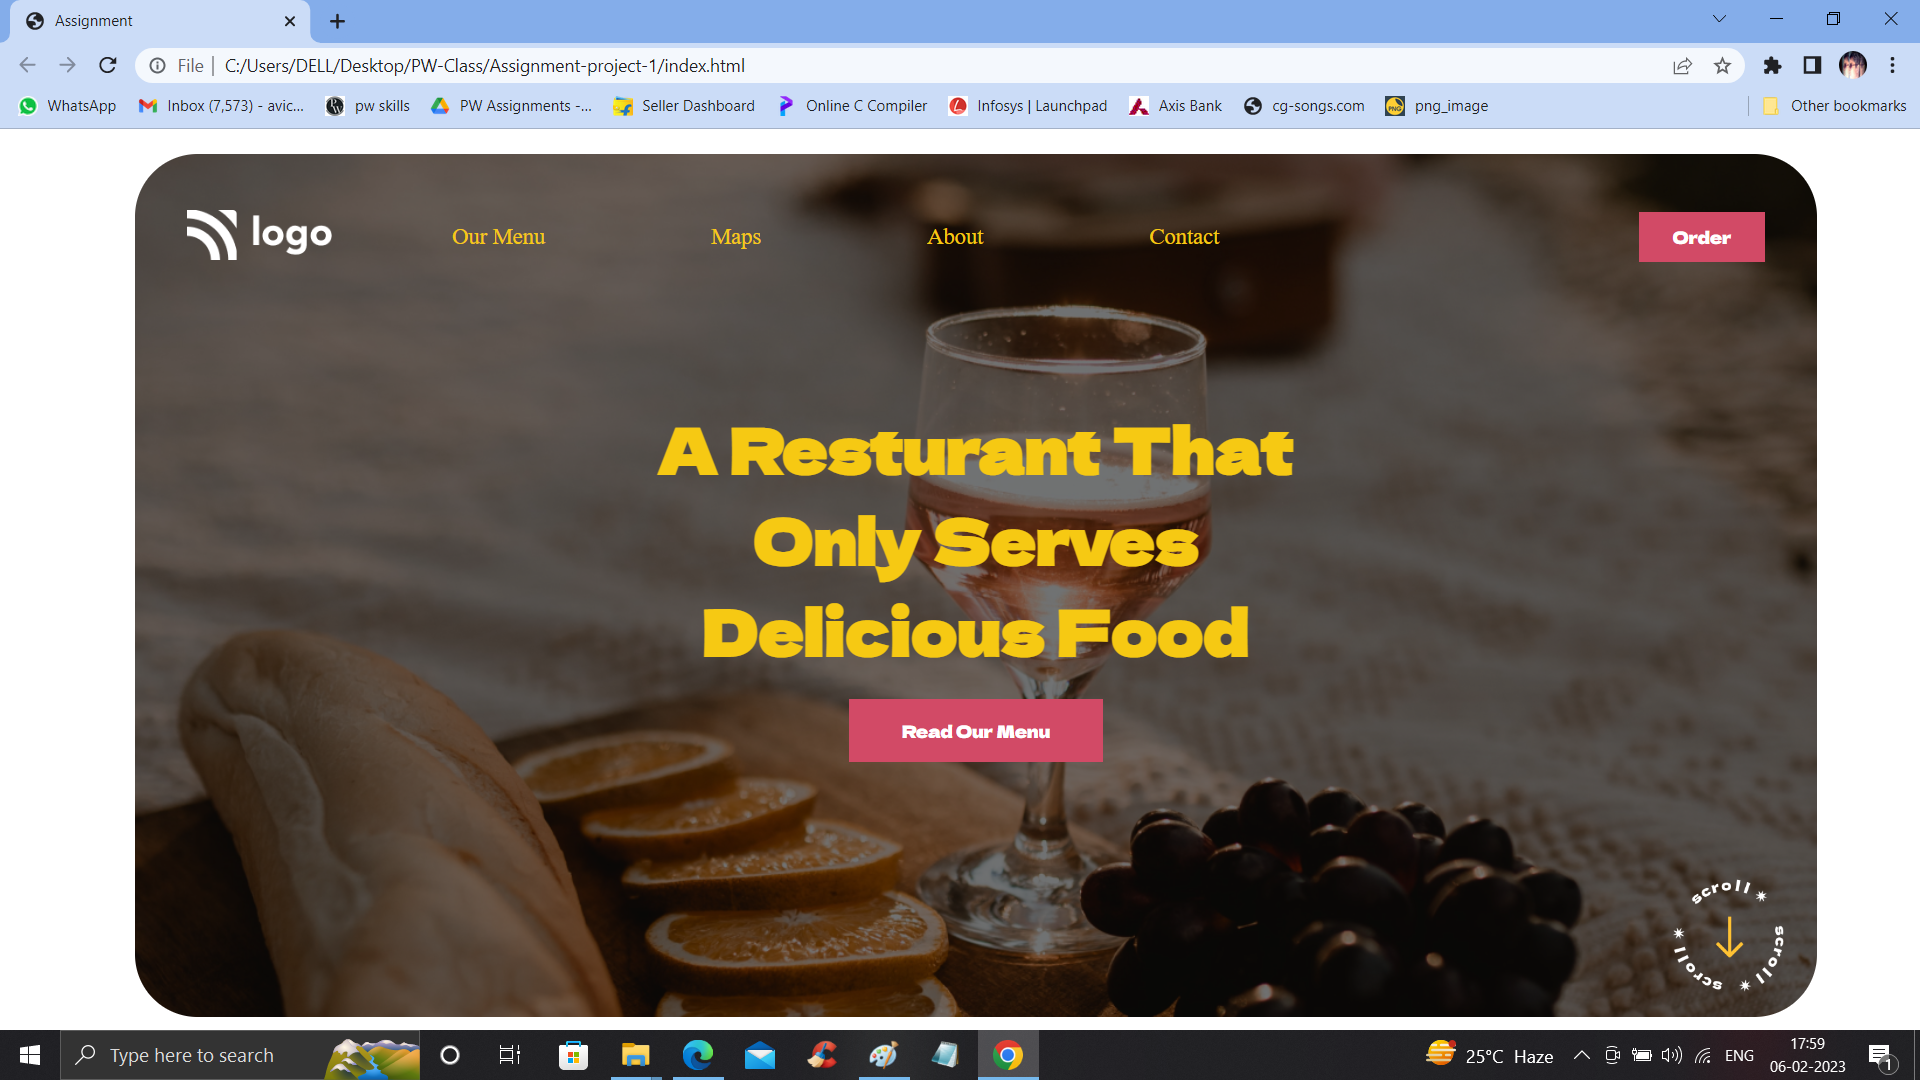 Assignment
File
C:/Users/DELL/Desktop/PW-Class/Assignment-project-1/index.html
WhatsApp
Inbox (7,573) - avic...
pw skills
PW Assignments -...
Seller Dashboard
Online C Compiler
Infosys | Launchpad
Axis Bank
cg-songs.com
PNG
png_image
Other bookmarks
logo
Our Menu
Maps
About
Contact
Order
A Resturant That
Only Serves
Delicious Food
Read Our Menu
scroll ✷ scroll ✷ scroll ✷
Type here to search
25°C Haze
ENG
17:59
06-02-2023
1